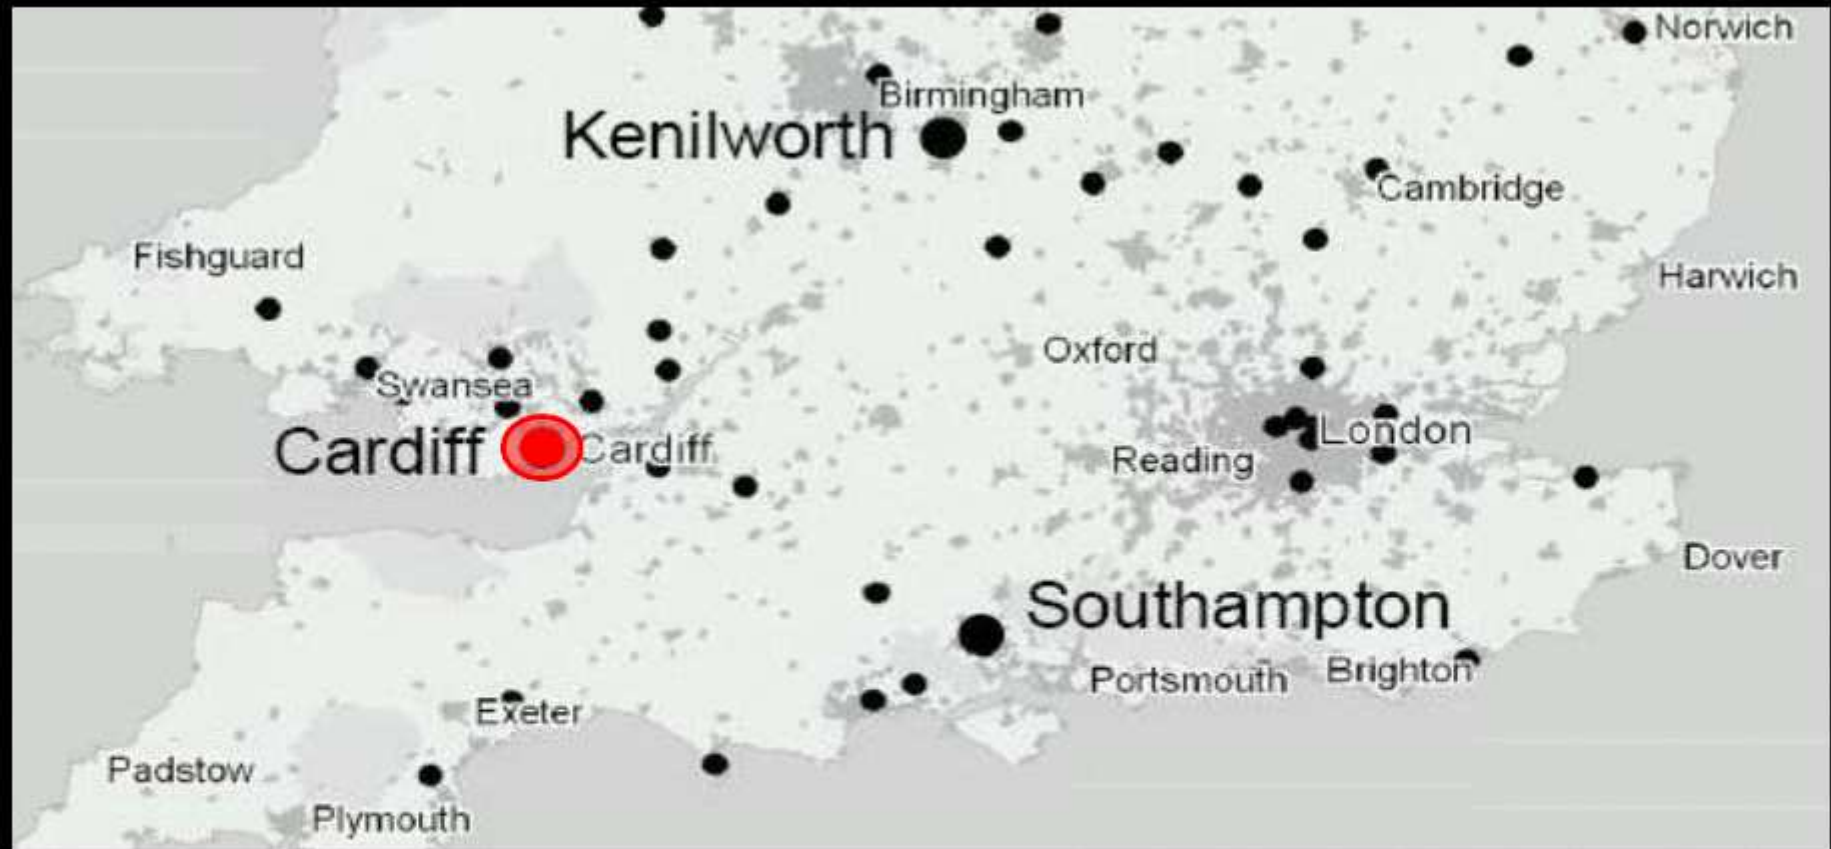 Norwich
Birmingham
Kenilworth
Cambridge
Fishguard
Harwich
Oxford
Swansea
London
Cardiff
Cardiff
Reading
Dover
Southampton
Portsmouth
Brighton
Exeter
Padstow
Plymouth